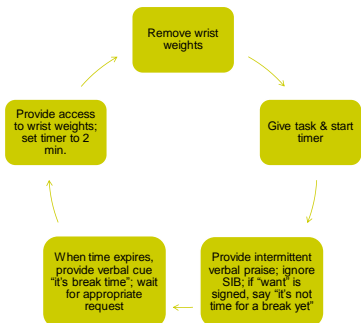 Remove wrist
weights
Give task & start
timer
Provide intermittent
verbal praise; ignore
SIB; if “want” is
signed, say “it’s not
time for a break yet”
When time expires,
provide verbal cue
“it’s break time”; wait
for appropriate
request
Provide access
to wrist weights;
set timer to 2
min.